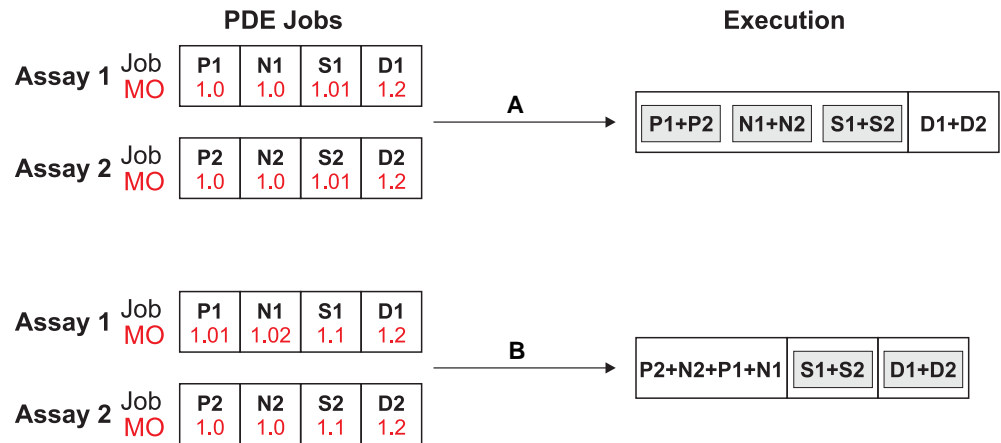 PDE Jobs Execution
Assay 1 Job P1 N1 S1 D1
MO 1.0 1.0 1.01 1.2
A
P1+P2 N1+N2 S1+S2 D1+D2
Assay 2 Job P2 N2 S2 D2
MO 1.0 1.0 1.01 1.2
Assay 1 Job P1 N1 S1 D1
MO 1.01 1.02 1.1 1.2
B
P2+N2+P1+N1 S1+S2 D1+D2
Assay 2 Job P2 N2 S2 D2
MO 1.0 1.0 1.1 1.2